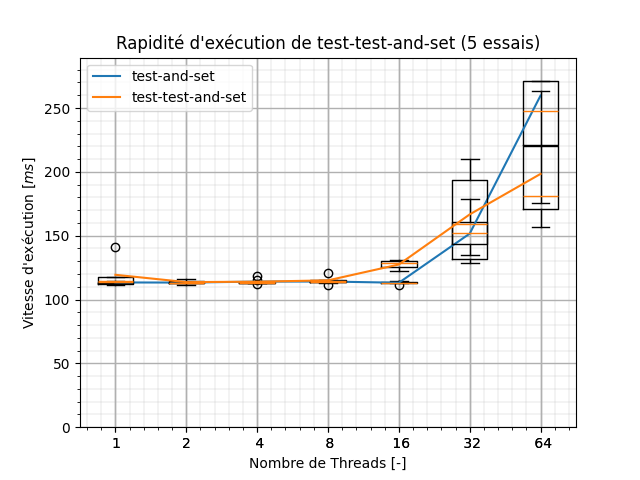 Rapidité d'exécution de test-test-and-set (5 essais)
test-and-set
test-test-and-set
Vitesse d'exécution [ms]
250
200
150
100
50
0
1 2 4 8 16 32 64
Nombre de Threads [-]